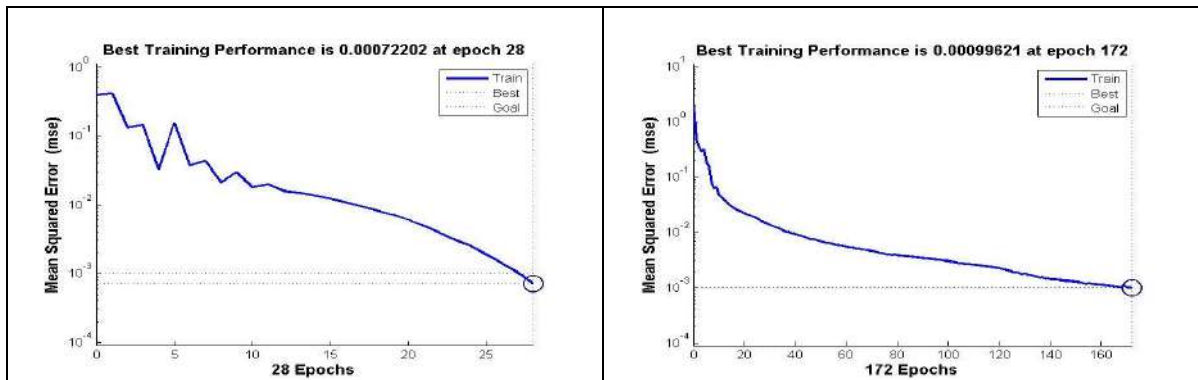 Best Training Performance is 0.00072202 at epoch 28
Mean Squared Error (mse)
10^0
10^-1
10^-2
10^-3
10^-4
Train
Best
Goal
0 5 10 15 20 25
28 Epochs
Best Training Performance is 0.00099621 at epoch 172
Mean Squared Error (mse)
10^1
10^0
10^-1
10^-2
10^-3
10^-4
Train
Best
Goal
0 20 40 60 80 100 120 140 160
172 Epochs